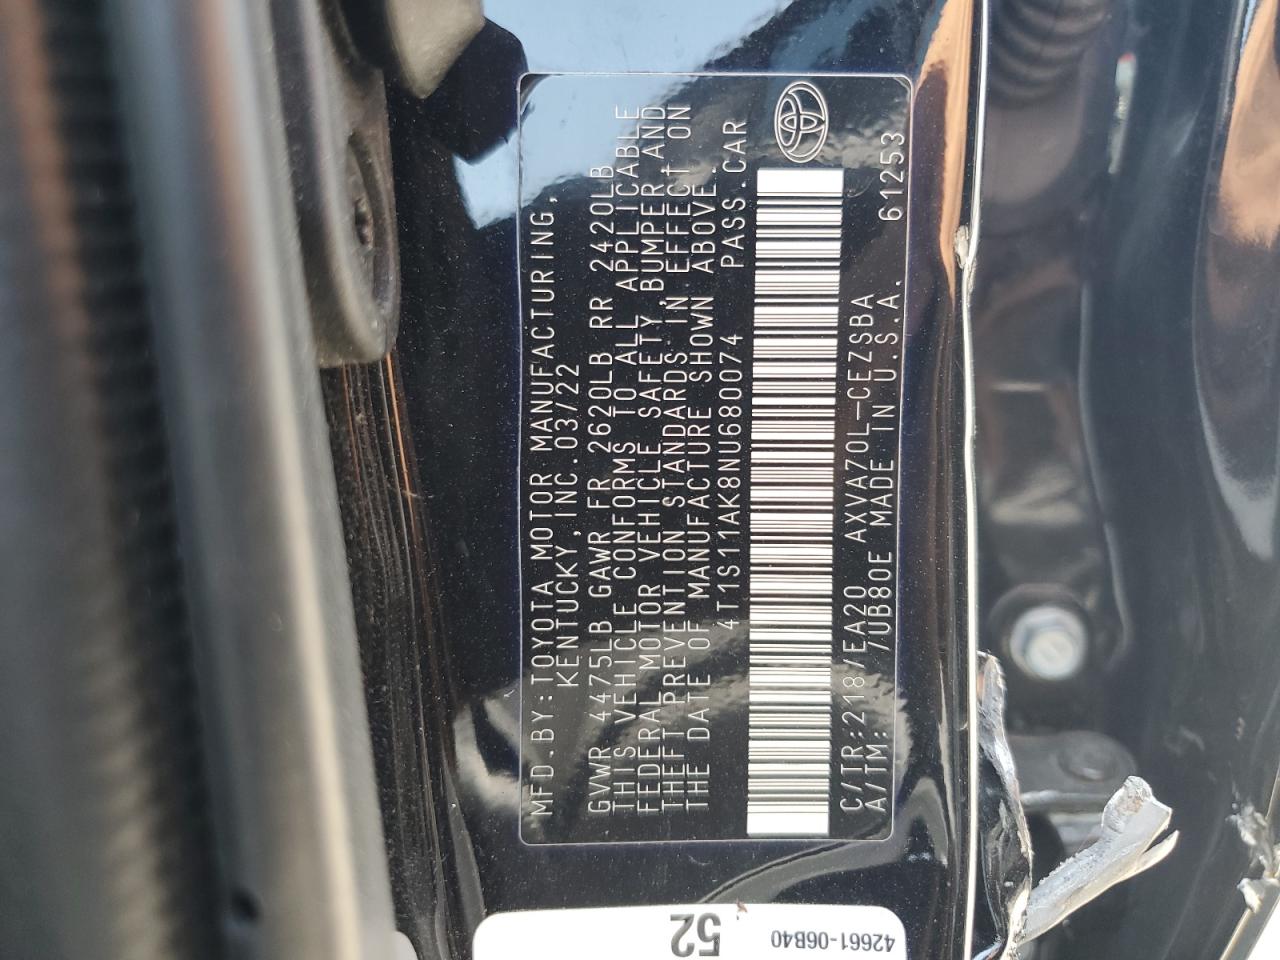 MFD.BY:TOYOTA MOTOR MANUFACTURING,
KENTUCKY, INC. 03/22
GVWR 4475LB GAWR FR 2620LB RR 2420LB
THIS VEHICLE CONFORMS TO ALL APPLICABLE
FEDERAL MOTOR VEHICLE SAFETY, BUMPER AND
THEFT PREVENTION STANDARDS IN EFFECT ON
THE DATE OF MANUFACTURE SHOWN ABOVE.
4T1S11AK8NU680074 PASS.CAR
C/TR:218/EA20 AXVA70L-CEZSBA
A/TM: /UB80E MADE IN U.S.A. 61253
52
42661-06B40